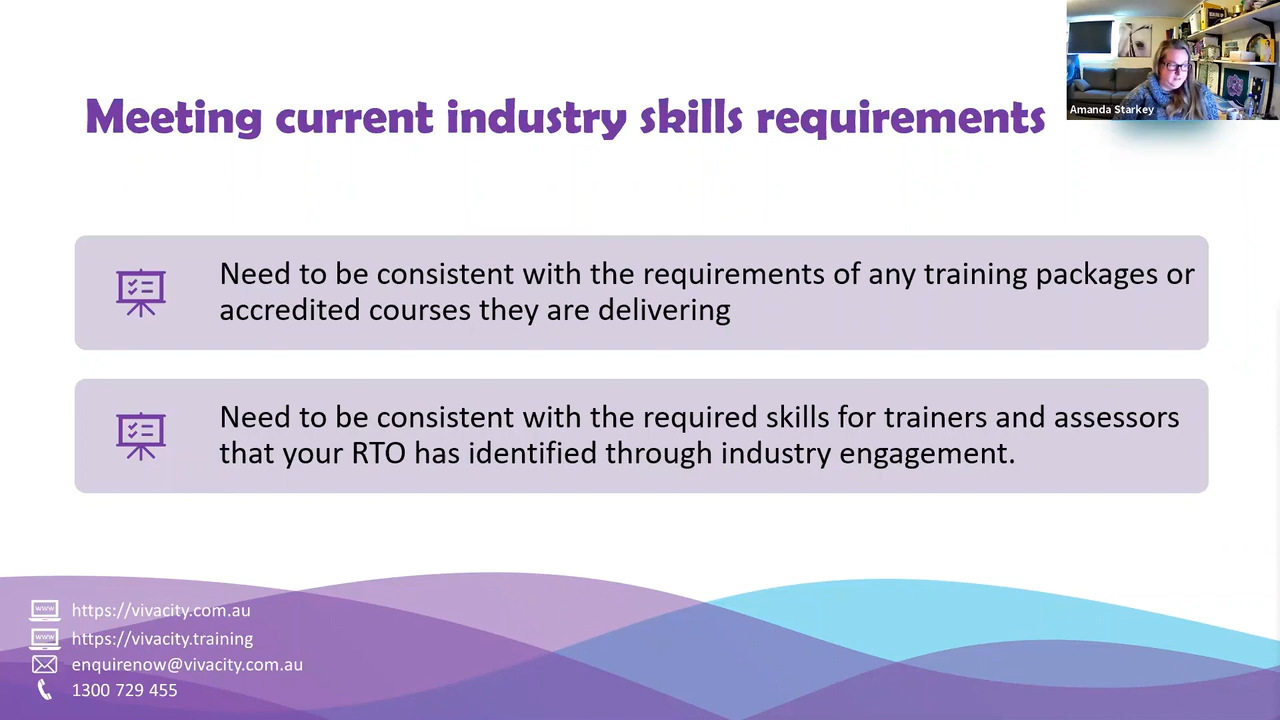 Meeting current industry skills requirements
Amanda Starkey
Need to be consistent with the requirements of any training packages or
accredited courses they are delivering
Need to be consistent with the required skills for trainers and assessors
that your RTO has identified through industry engagement.
www
https://vivacity.com.au
www
https://vivacity.training
enquirenow@vivacity.com.au
1300 729 455